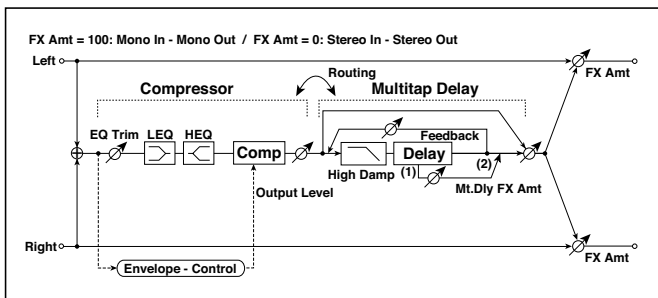 FX Amt = 100: Mono In - Mono Out / FX Amt = 0: Stereo In - Stereo Out
Left
FX Amt
Routing
Compressor
Multitap Delay
EQ Trim
LEQ
HEQ
Feedback
Comp
Delay
(2)
High Damp
(1)
Mt.Dly FX Amt
Output Level
Right
FX Amt
Envelope - Control